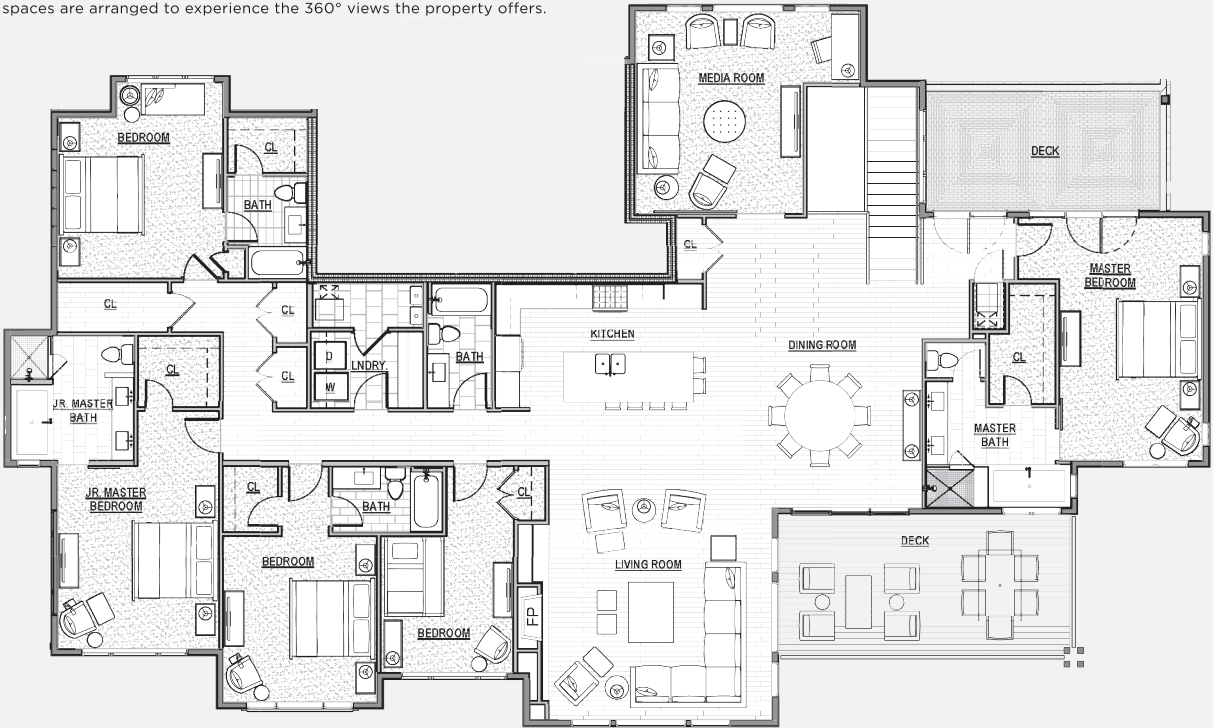 spaces are arranged to experience the 360° views the property offers.
MEDIA ROOM
BEDROOM
CL
DECK
BATH
CL
MASTER
BEDROOM
CL
CL
KITCHEN
DINING ROOM
D
LNDRY.
BATH
CL
CL
CL
W
JR. MASTER
BATH
MASTER
BATH
JR. MASTER
BEDROOM
CL
BATH
CL
DECK
BEDROOM
LIVING ROOM
FP
BEDROOM